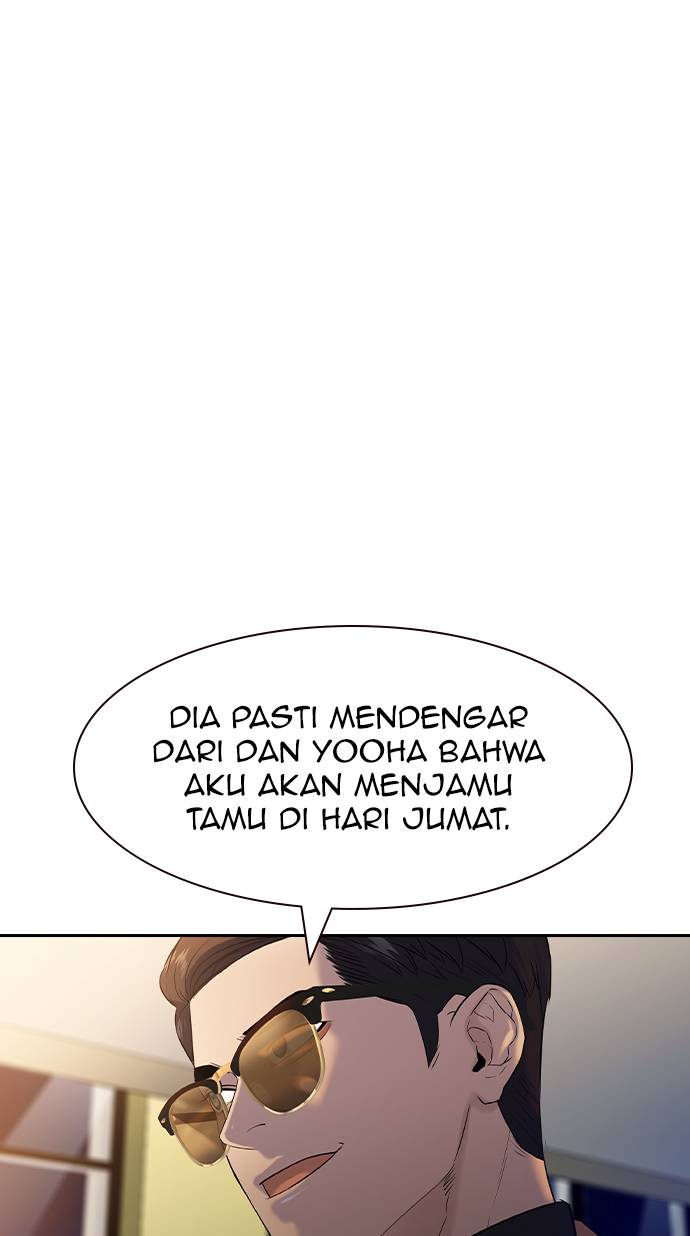 DIA PASTI MENDENGAR
DARI DAN YOOHA BAHWA
AKU AKAN MENJAMU
TAMU DI HARI JUMAT.